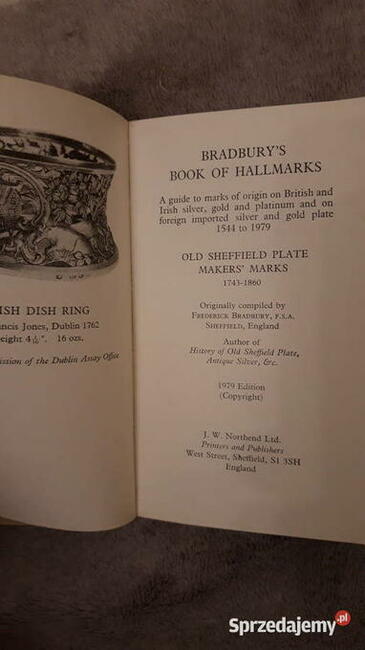 ISH DISH RING
ncis Jones, Dublin 1762
eight 4 16 ozs.
ission of the Dublin Assay Office
BRADBURY'S
BOOK OF HALLMARKS
A guide to marks of origin on British and
Irish silver, gold and platinum and on
foreign imported silver and gold plate
1544 to 1979
OLD SHEFFIELD PLATE
MAKERS' MARKS
1743-1860
Originally compiled by
FREDERICK BRADBURY, F.S.A.
SHEFFIELD, England
Author of
History of Old Sheffield Plate,
Antique Silver, &c.
1979 Edition
(Copyright)
J. W. Northend Ltd.
Printers and Publishers
West Street, Sheffield, S1 3SH
England
Sprzedajemy.pl